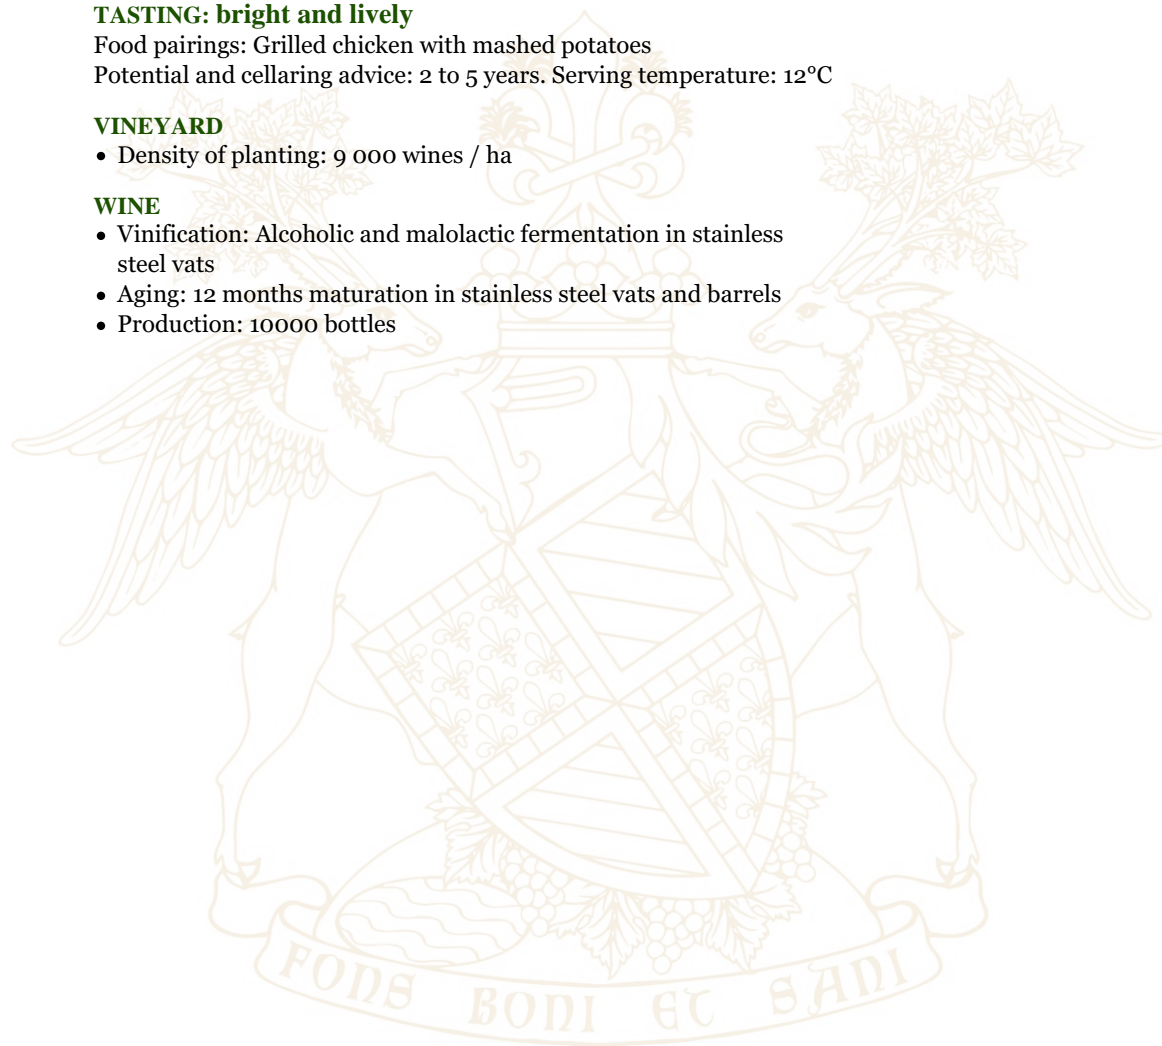 TASTING: bright and lively
Food pairings: Grilled chicken with mashed potatoes
Potential and cellaring advice: 2 to 5 years. Serving temperature: 12°C
VINEYARD
• Density of planting: 9 000 wines / ha
WINE
• Vinification: Alcoholic and malolactic fermentation in stainless
steel vats
• Aging: 12 months maturation in stainless steel vats and barrels
• Production: 10000 bottles
FONS BONI ET SANI